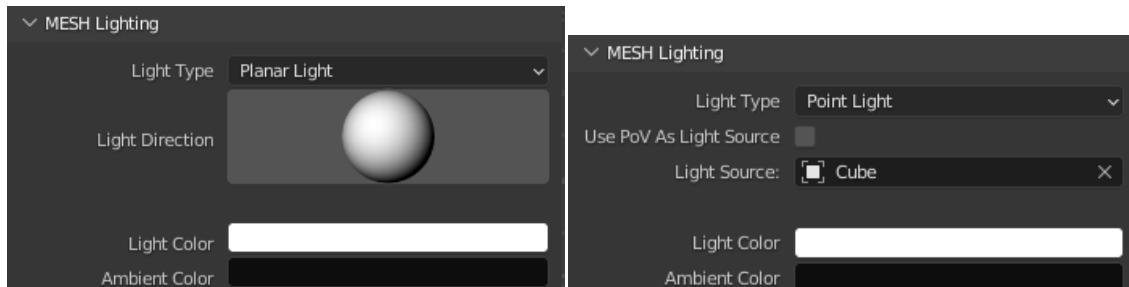 MESH Lighting
Light Type Planar Light
Light Direction
Light Color
Ambient Color
MESH Lighting
Light Type Point Light
Use PoV As Light Source
Light Source: Cube
Light Color
Ambient Color